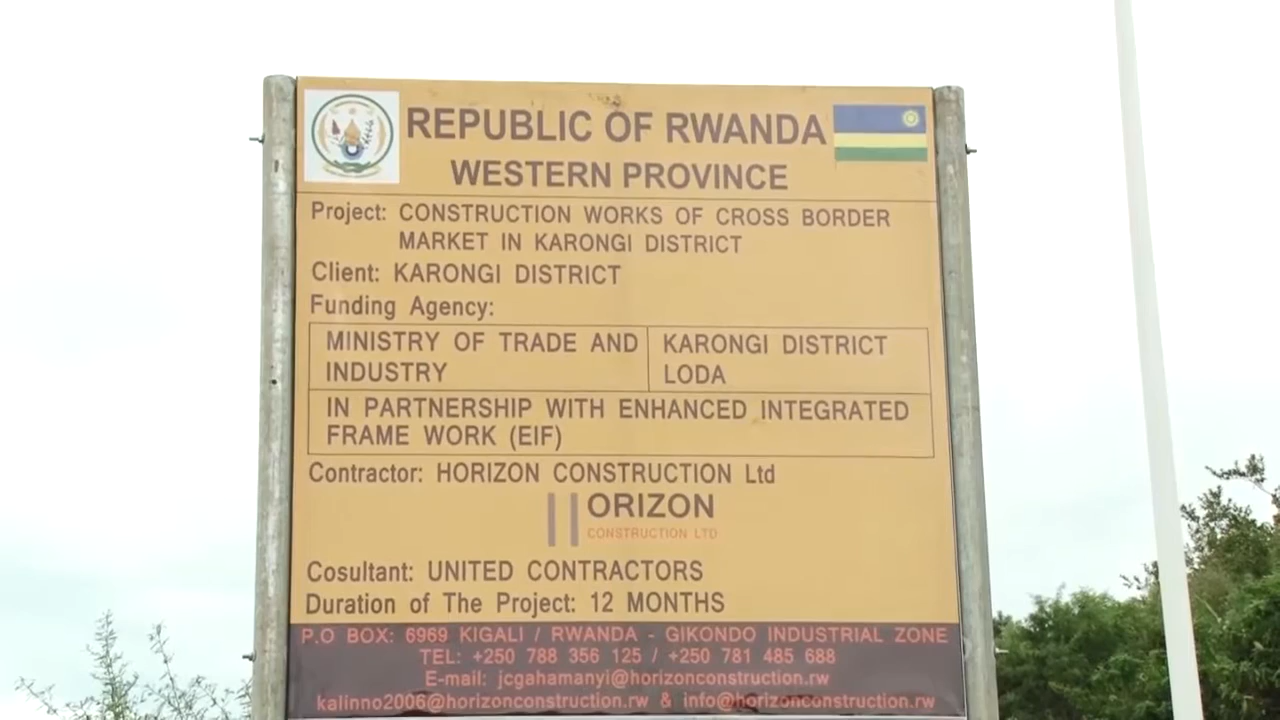 REPUBLIC OF RWANDA
WESTERN PROVINCE
Project: CONSTRUCTION WORKS OF CROSS BORDER
MARKET IN KARONGI DISTRICT
Client: KARONGI DISTRICT
Funding Agency:
MINISTRY OF TRADE AND
INDUSTRY
KARONGI DISTRICT
LODA
IN PARTNERSHIP WITH ENHANCED INTEGRATED
FRAME WORK (EIF)
Contractor: HORIZON CONSTRUCTION Ltd
HORIZON
CONSTRUCTION LTD
Cosultant: UNITED CONTRACTORS
Duration of The Project: 12 MONTHS
P.O BOX: 6969 KIGALI / RWANDA - GIKONDO INDUSTRIAL ZONE
TEL: +250 788 356 125 / +250 781 485 688
E-mail: jcgahamanyi@horizonconstruction.rw
kalinno2006@horizonconstruction.rw & info@horizonconstruction.rw